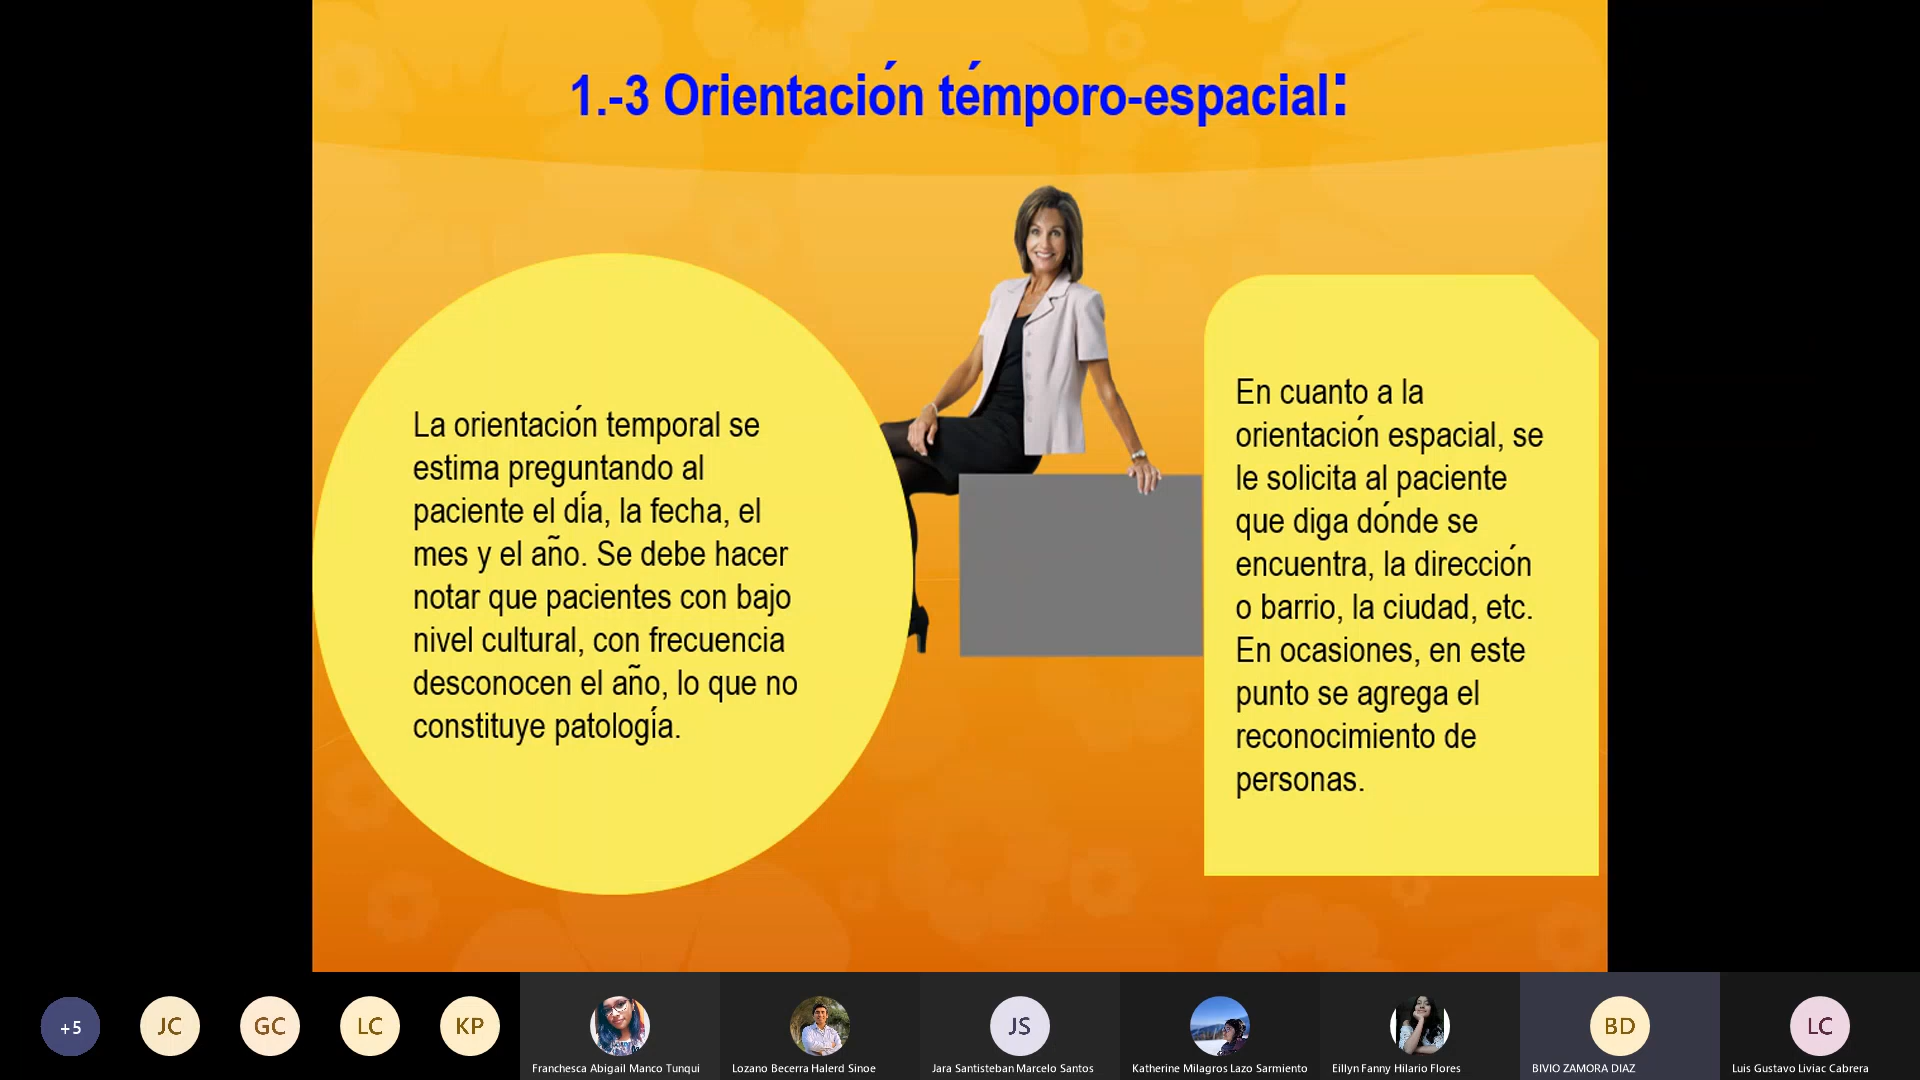 1.-3 Orientación témporo-espacial:
La orientación temporal se
estima preguntando al
paciente el día, la fecha, el
mes y el año. Se debe hacer
notar que pacientes con bajo
nivel cultural, con frecuencia
desconocen el año, lo que no
constituye patología.
En cuanto a la
orientación espacial, se
le solicita al paciente
que diga dónde se
encuentra, la dirección
o barrio, la ciudad, etc.
En ocasiones, en este
punto se agrega el
reconocimiento de
personas.
+5
JC
GC
LC
KP
Franchesca Abigail Manco Tunqui
Lozano Becerra Halerd Sinoe
JS
Jara Santisteban Marcelo Santos
Katherine Milagros Lazo Sarmiento
Eillyn Fanny Hilario Flores
BD
BIVIO ZAMORA DIAZ
LC
Luis Gustavo Liviac Cabrera